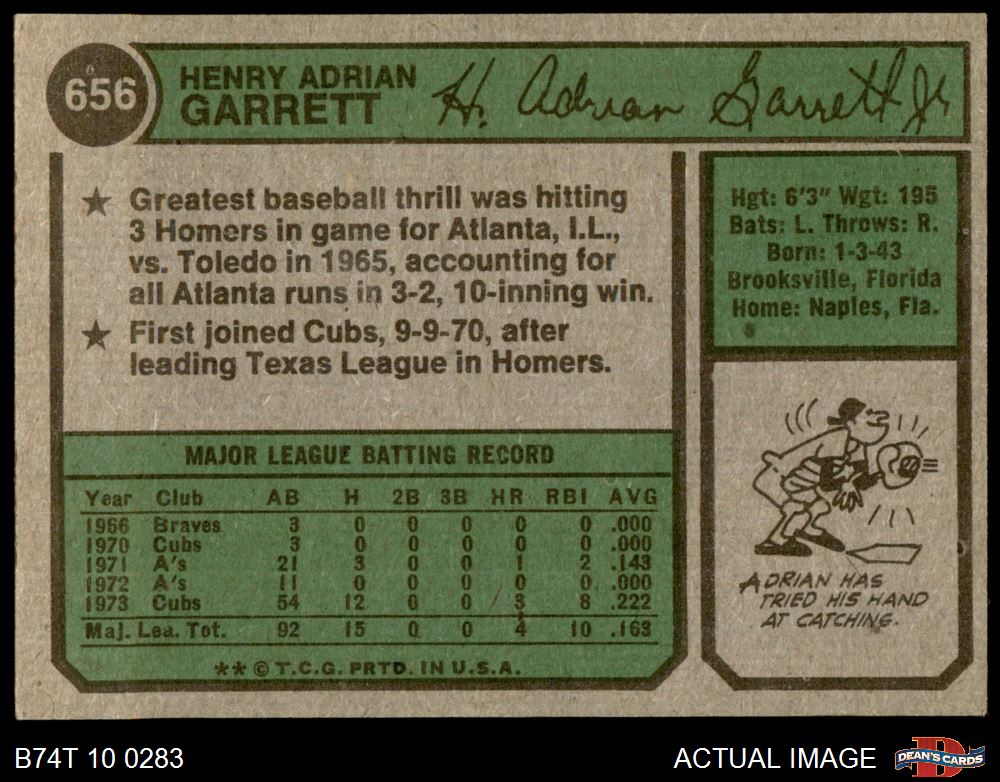 656
HENRY ADRIAN
GARRETT
H. Adrian Garrett Jr
★ Greatest baseball thrill was hitting
3 Homers in game for Atlanta, I.L.,
vs. Toledo in 1965, accounting for
all Atlanta runs in 3-2, 10-inning win.
★ First joined Cubs, 9-9-70, after
leading Texas League in Homers.
Hgt: 6'3" Wgt: 195
Bats: L. Throws: R.
Born: 1-3-43
Brooksville, Florida
Home: Naples, Fla.
MAJOR LEAGUE BATTING RECORD
Year Club AB H 2B 3B HR RBI AVG
1966 Braves 3 0 0 0 0 0 .000
1970 Cubs 3 0 0 0 0 0 .000
1971 A's 21 3 0 0 1 2 .143
1972 A's 11 0 0 0 0 0 .000
1973 Cubs 54 12 0 0 3 8 .222
Maj. Lea. Tot. 92 15 0 0 4 10 .163
** © T.C.G. PRTD. IN U.S.A.
ADRIAN HAS
TRIED HIS HAND
AT CATCHING.
B74T 10 0283
ACTUAL IMAGE
DEAN'S CARDS